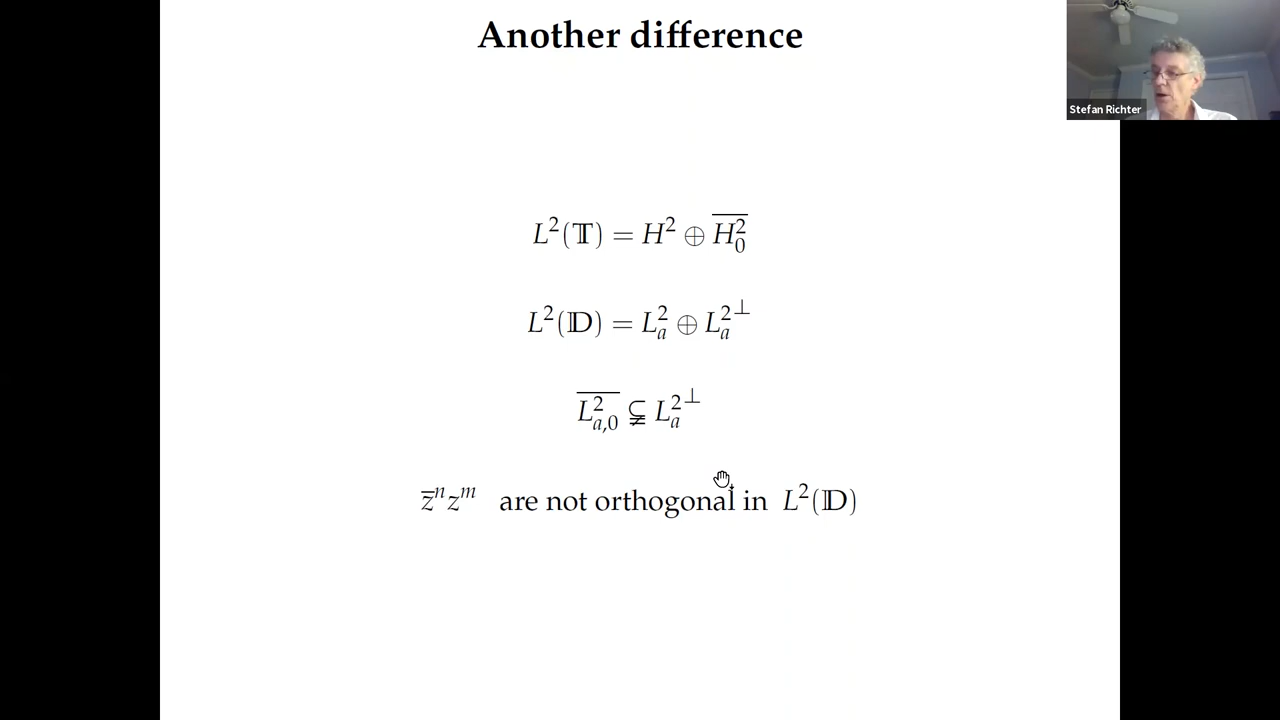 Another difference
Stefan Richter
L²(𝕋) = H² ⊕ \overline{H²₀}
L²(𝔻) = L²ₐ ⊕ L²ₐ^⊥
\overline{L²_{a,0}} ⊊ L²ₐ^⊥
z̄ⁿzᵐ are not orthogonal in L²(𝔻)